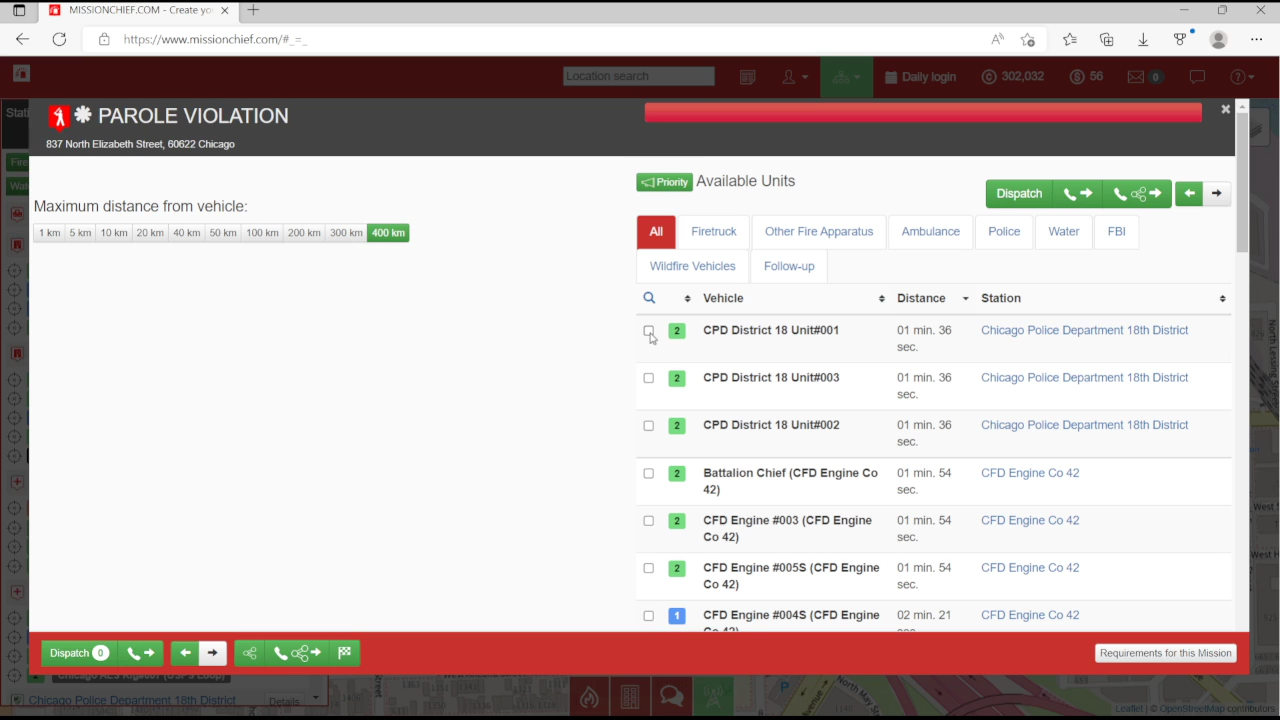 MISSIONCHIEF.COM - Create yo
https://www.missionchief.com/#_=_
Location search
Daily login
302,032
56
0
Stati
PAROLE VIOLATION
837 North Elizabeth Street, 60622 Chicago
Fire
Wat
Priority Available Units
Dispatch
Maximum distance from vehicle:
1 km 5 km 10 km 20 km 40 km 50 km 100 km 200 km 300 km 400 km
All Firetruck Other Fire Apparatus Ambulance Police Water FBI
Wildfire Vehicles Follow-up
Vehicle Distance Station
2 CPD District 18 Unit#001 01 min. 36 sec. Chicago Police Department 18th District
2 CPD District 18 Unit#003 01 min. 36 sec. Chicago Police Department 18th District
2 CPD District 18 Unit#002 01 min. 36 sec. Chicago Police Department 18th District
2 Battalion Chief (CFD Engine Co 42) 01 min. 54 sec. CFD Engine Co 42
2 CFD Engine #003 (CFD Engine Co 42) 01 min. 54 sec. CFD Engine Co 42
2 CFD Engine #005S (CFD Engine Co 42) 01 min. 54 sec. CFD Engine Co 42
1 CFD Engine #004S (CFD Engine Co 42) 02 min. 21 sec. CFD Engine Co 42
Dispatch 0
Requirements for this Mission
Chicago Police Department 18th District Details
North May Street
Leaflet | © OpenStreetMap contributors